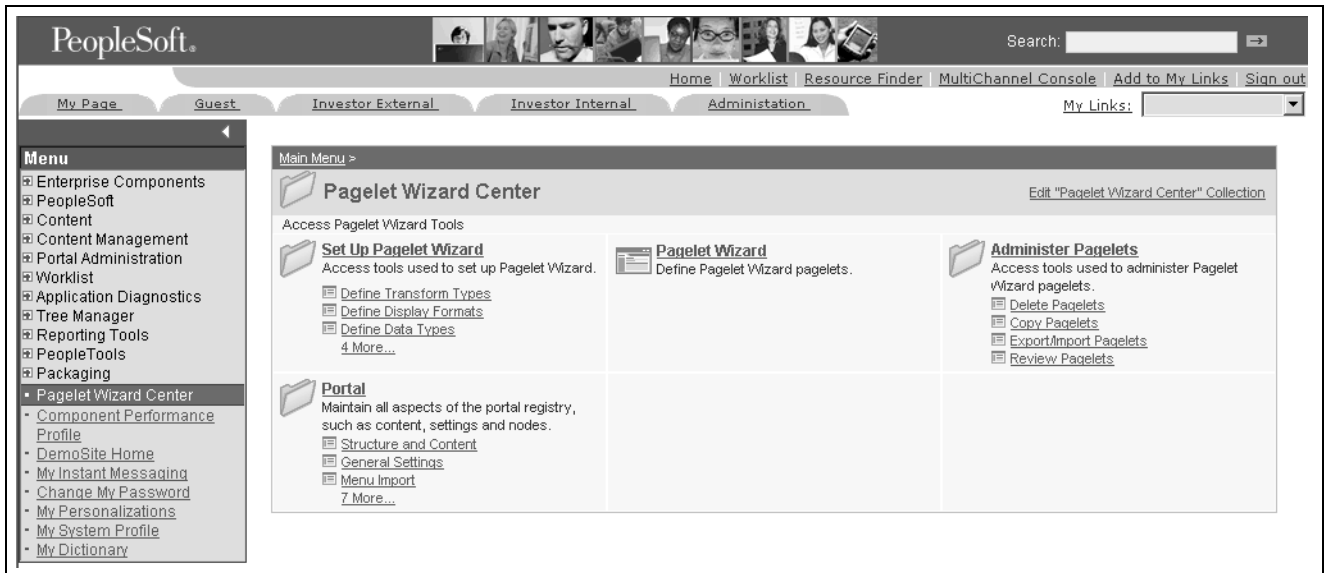 PeopleSoft®
Search:
Home | Worklist | Resource Finder | MultiChannel Console | Add to My Links | Sign out
My Page Guest Investor External Investor Internal Administation My Links:
Menu
Enterprise Components
PeopleSoft
Content
Content Management
Portal Administration
Worklist
Application Diagnostics
Tree Manager
Reporting Tools
PeopleTools
Packaging
Pagelet Wizard Center
Component Performance
Profile
DemoSite Home
My Instant Messaging
Change My Password
My Personalizations
My System Profile
My Dictionary
Main Menu >
Pagelet Wizard Center
Edit "Pagelet Wizard Center" Collection
Access Pagelet Wizard Tools
Set Up Pagelet Wizard
Access tools used to set up Pagelet Wizard.
Define Transform Types
Define Display Formats
Define Data Types
4 More...
Pagelet Wizard
Define Pagelet Wizard pagelets.
Administer Pagelets
Access tools used to administer Pagelet
Wizard pagelets.
Delete Pagelets
Copy Pagelets
Export/Import Pagelets
Review Pagelets
Portal
Maintain all aspects of the portal registry,
such as content, settings and nodes.
Structure and Content
General Settings
Menu Import
7 More...